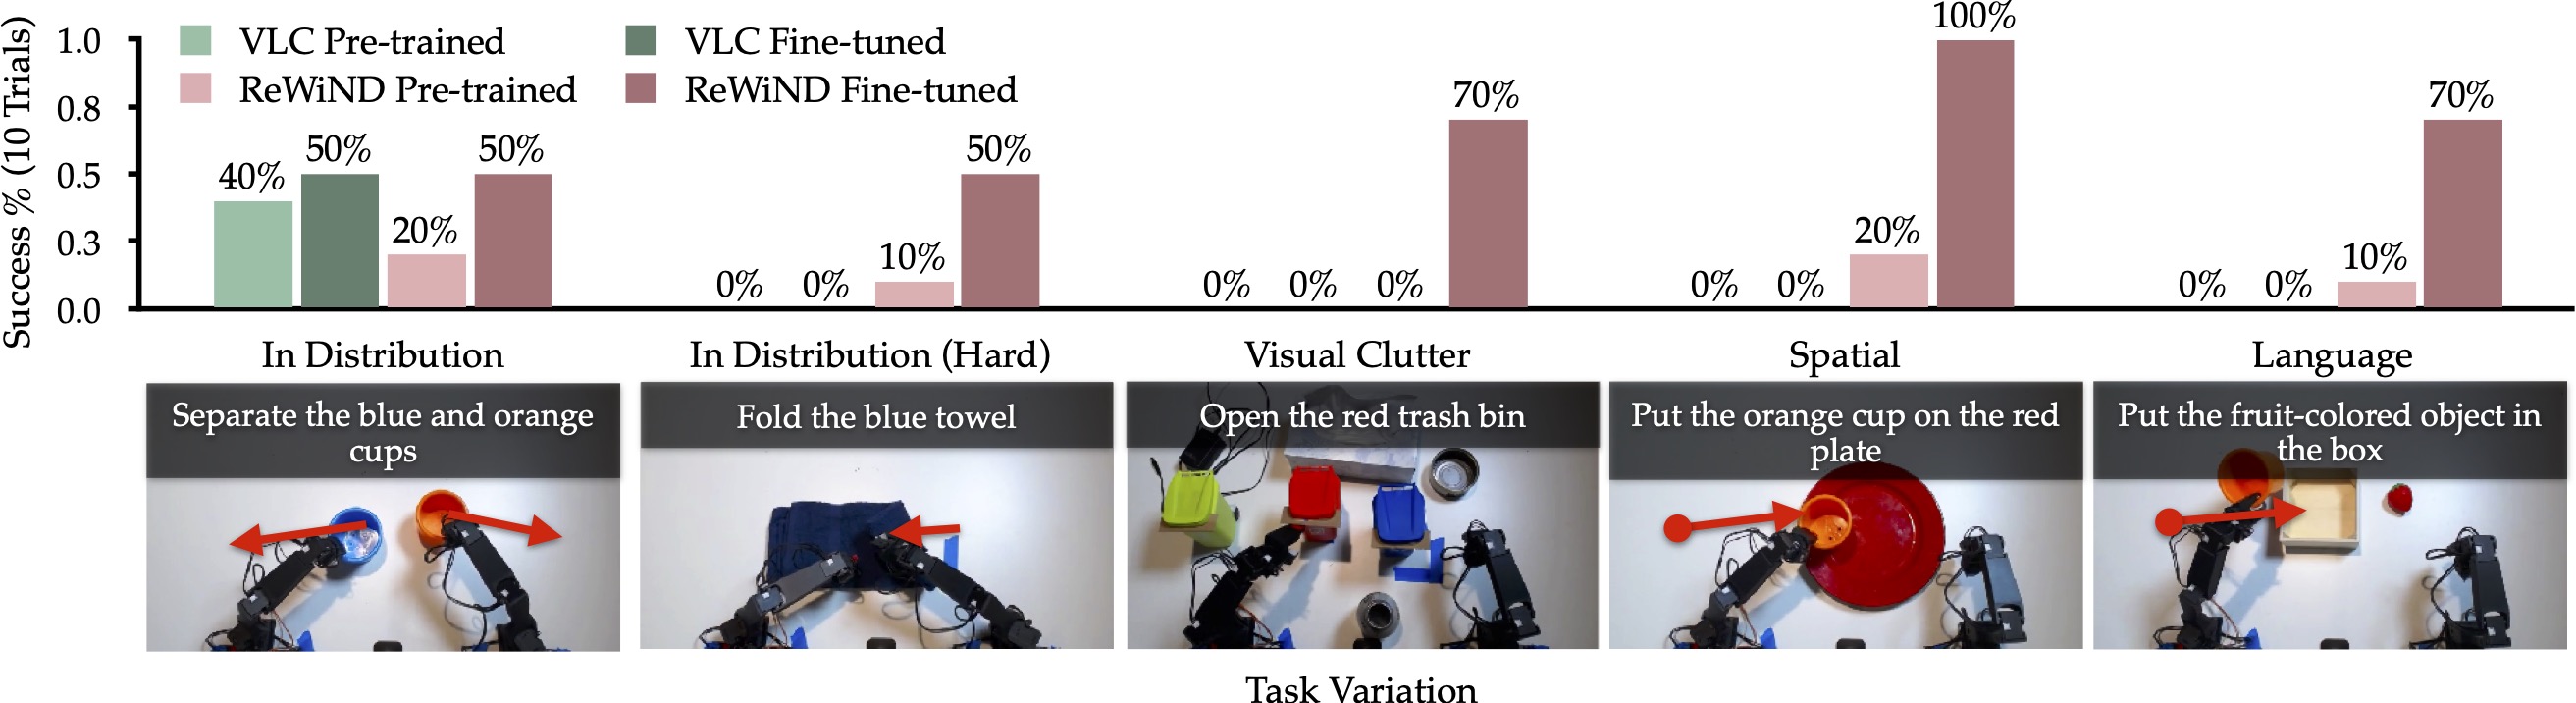 Success % (10 Trials)
1.0
0.8
0.5
0.3
0.0
VLC Pre-trained
VLC Fine-tuned
ReWiND Pre-trained
ReWiND Fine-tuned
40%
50%
20%
50%
0%
0%
10%
50%
0%
0%
0%
70%
0%
0%
20%
100%
0%
0%
10%
70%
In Distribution
In Distribution (Hard)
Visual Clutter
Spatial
Language
Separate the blue and orange
cups
Fold the blue towel
Open the red trash bin
Put the orange cup on the red
plate
Put the fruit-colored object in
the box
Task Variation